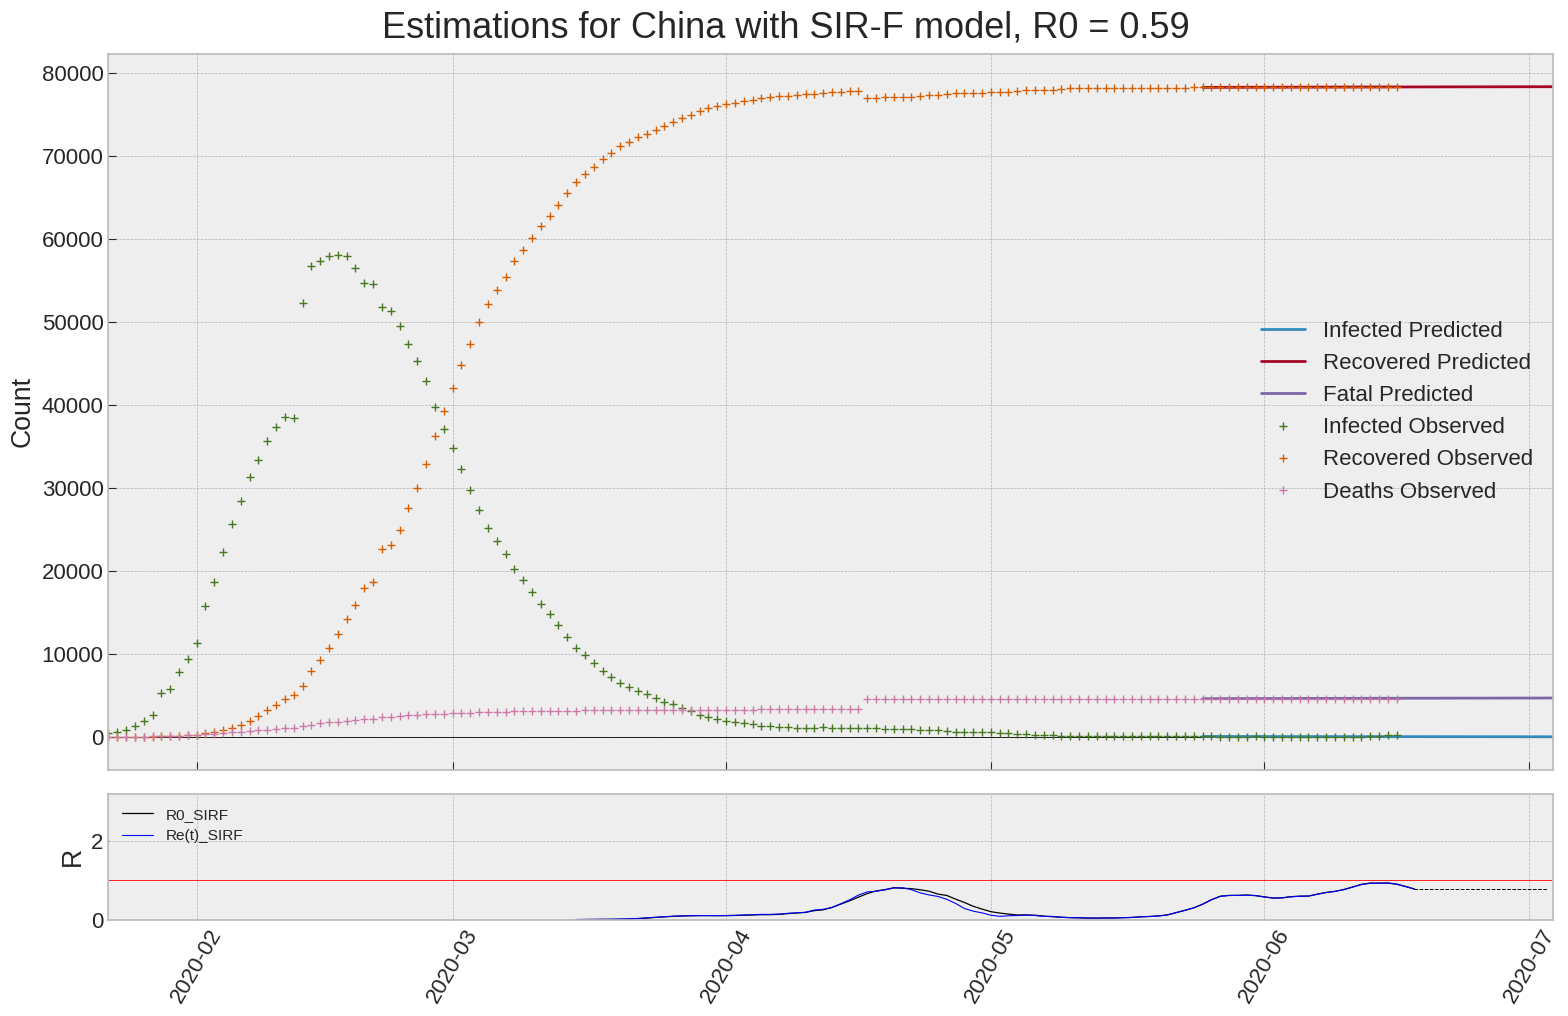 Estimations for China with SIR-F model, R0 = 0.59
80000
70000
60000
50000
40000
30000
20000
10000
0
Count
Infected Predicted
Recovered Predicted
Fatal Predicted
Infected Observed
Recovered Observed
Deaths Observed
R0_SIRF
Re(t)_SIRF
2
0
R
2020-02
2020-03
2020-04
2020-05
2020-06
2020-07